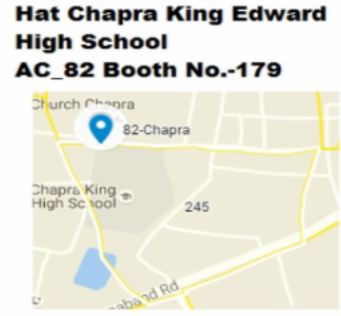 Hat Chapra King Edward
High School
AC_82 Booth No.-179
Church Chapra
82-Chapra
Chapra King
High School
245
Rd